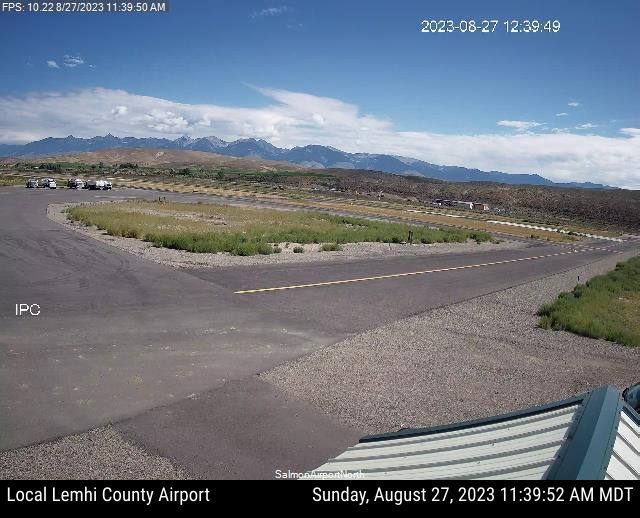 FPS: 10.22 8/27/2023 11:39:50 AM
2023-08-27 12:39:49
IPC
SalmonAirportNorth
Local Lemhi County Airport
Sunday, August 27, 2023 11:39:52 AM MDT